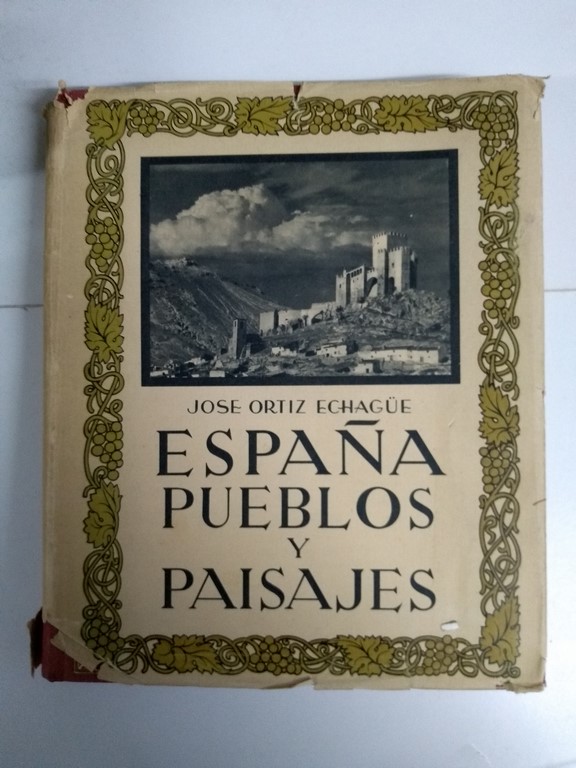 JOSE ORTIZ ECHAGÜE
ESPAÑA
PUEBLOS
Y
PAISAJES